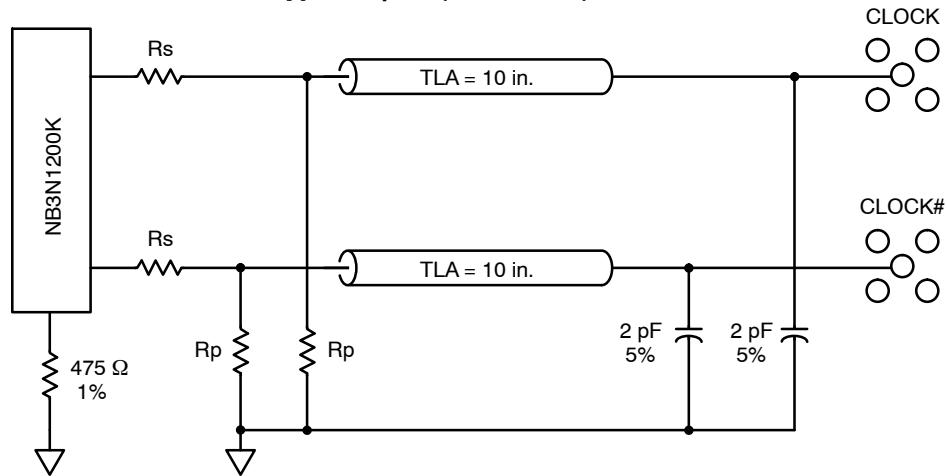 CLOCK
Rs
TLA = 10 in.
NB3N1200K
CLOCK#
Rs
TLA = 10 in.
475 Ω
1%
Rp
Rp
2 pF
5%
2 pF
5%